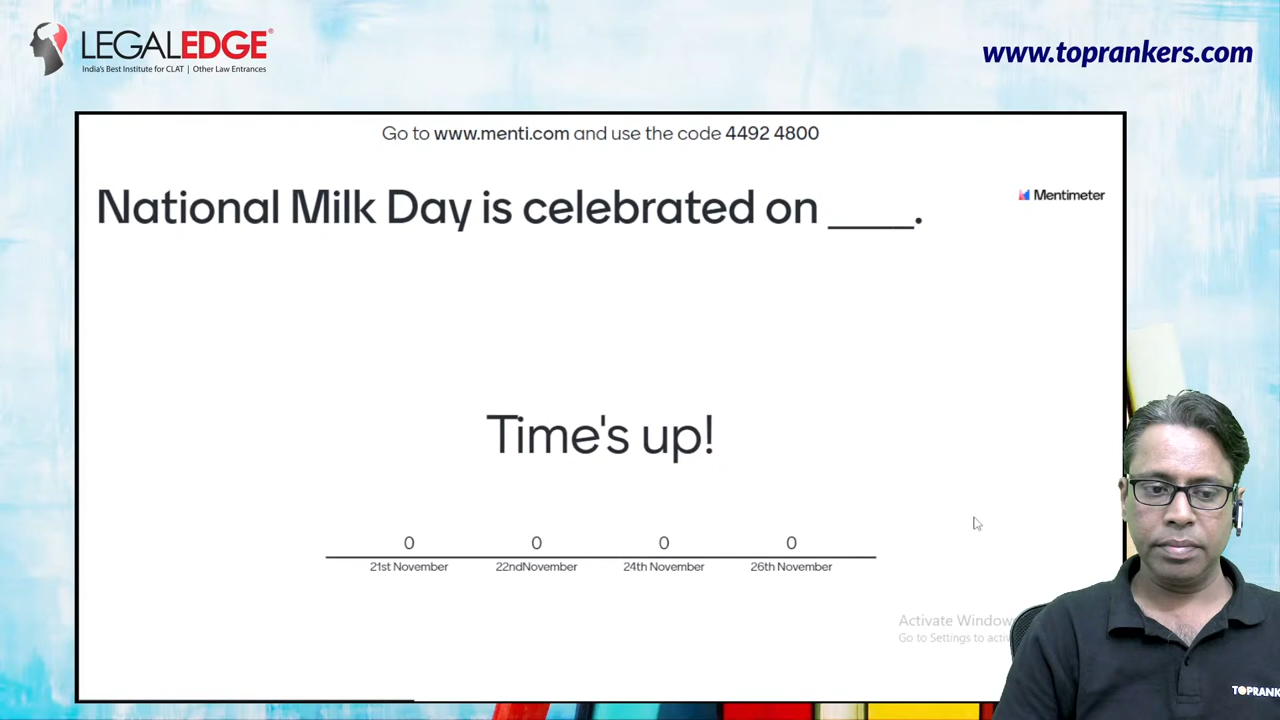 LEGALEDGE
India's Best Institute for CLAT | Other Law Entrances
www.toprankers.com
Go to www.menti.com and use the code 4492 4800
National Milk Day is celebrated on ____.
Mentimeter
Time's up!
0 0 0 0
21st November 22ndNovember 24th November 26th November
Activate Window
Go to Settings to activ
TOPRANK